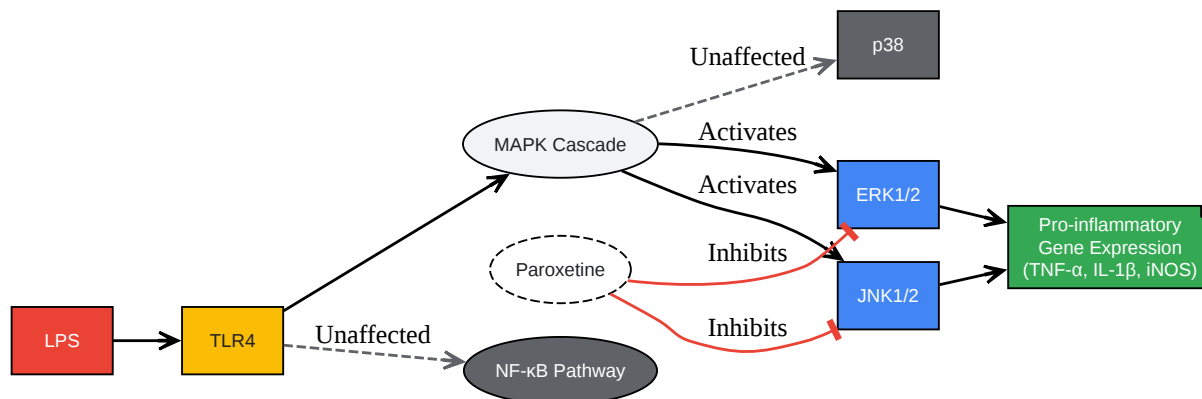 p38
Unaffected
MAPK Cascade
Activates
Activates
ERK1/2
Pro-inflammatory
Gene Expression
(TNF-α, IL-1β, iNOS)
Paroxetine
Inhibits
JNK1/2
Inhibits
LPS
TLR4
Unaffected
NF-κB Pathway